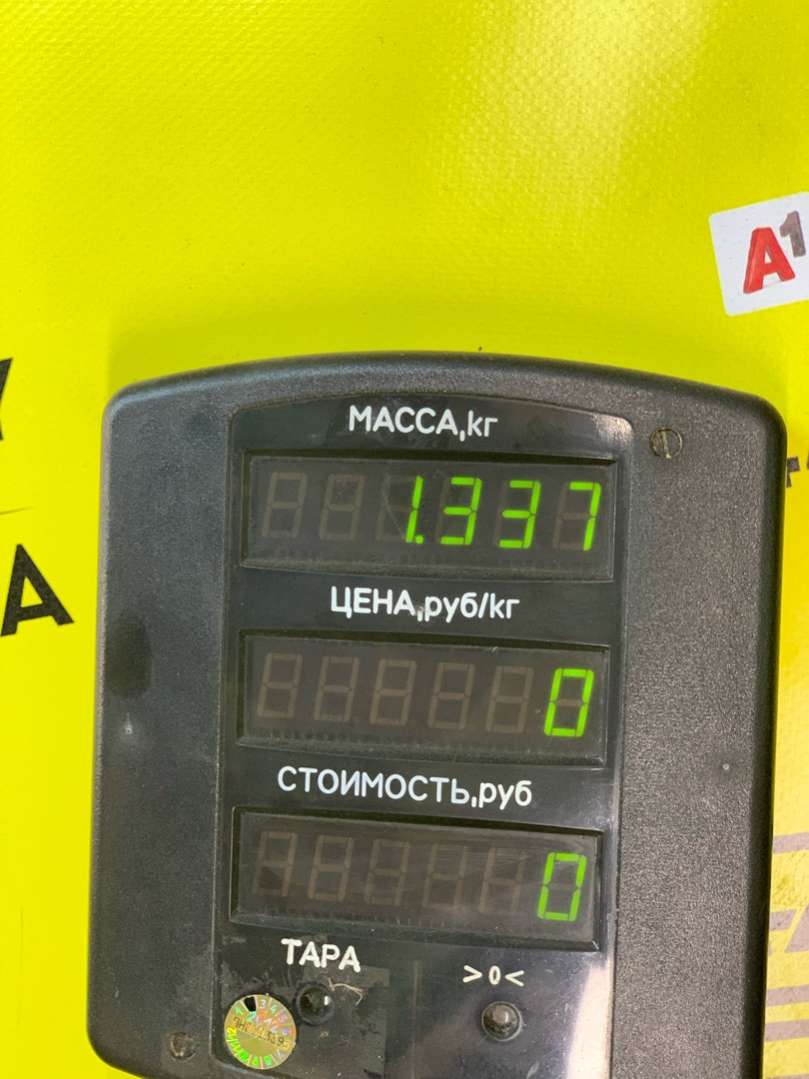 A1
МАССА,кг
1.337
ЦЕНА,руб/кг
0
СТОИМОСТЬ,руб
0
ТАРА
>0<